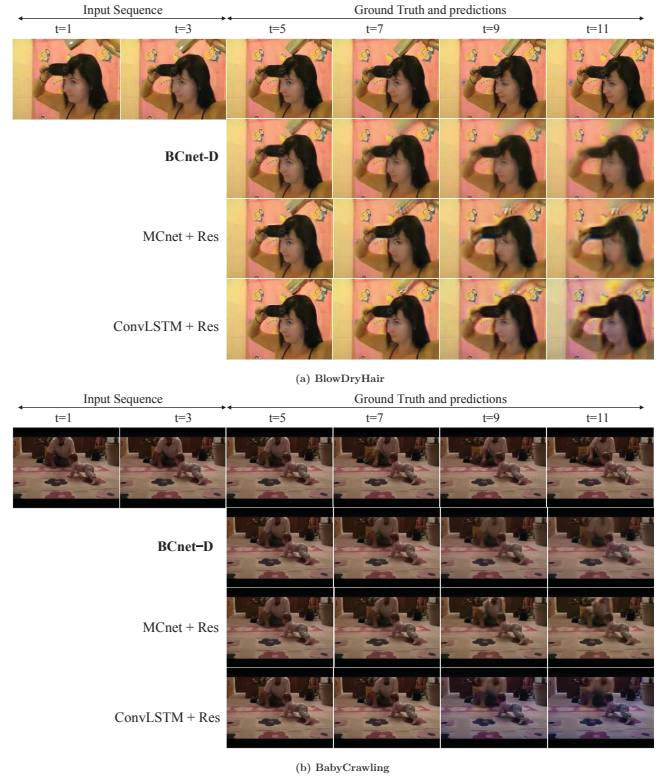 Input Sequence Ground Truth and predictions
t=1 t=3 t=5 t=7 t=9 t=11
BCnet-D
MCnet + Res
ConvLSTM + Res
(a) BlowDryHair
Input Sequence Ground Truth and predictions
t=1 t=3 t=5 t=7 t=9 t=11
BCnet-D
MCnet + Res
ConvLSTM + Res
(b) BabyCrawling